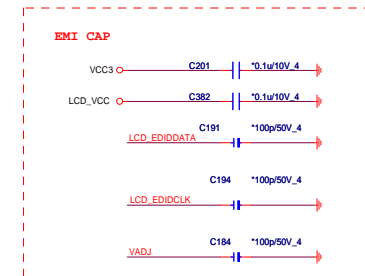 EMI CAP
VCC3 C201 *0.1u/10V_4
LCD_VCC C382 *0.1u/10V_4
C191 *100p/50V_4
LCD_EDIDDATA
C194 *100p/50V_4
LCD_EDIDCLK
C184 *100p/50V_4
VADJ